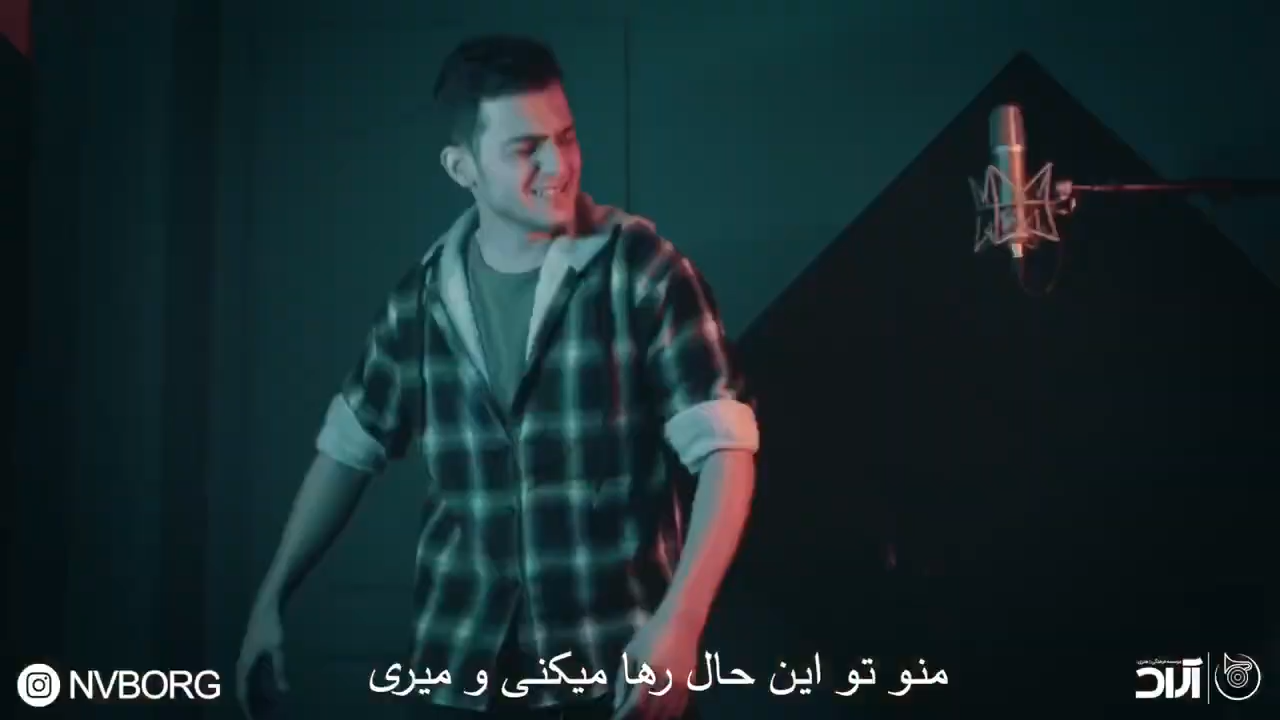 منو تو این حال رها میکنی و میری
NVBORG
آراد